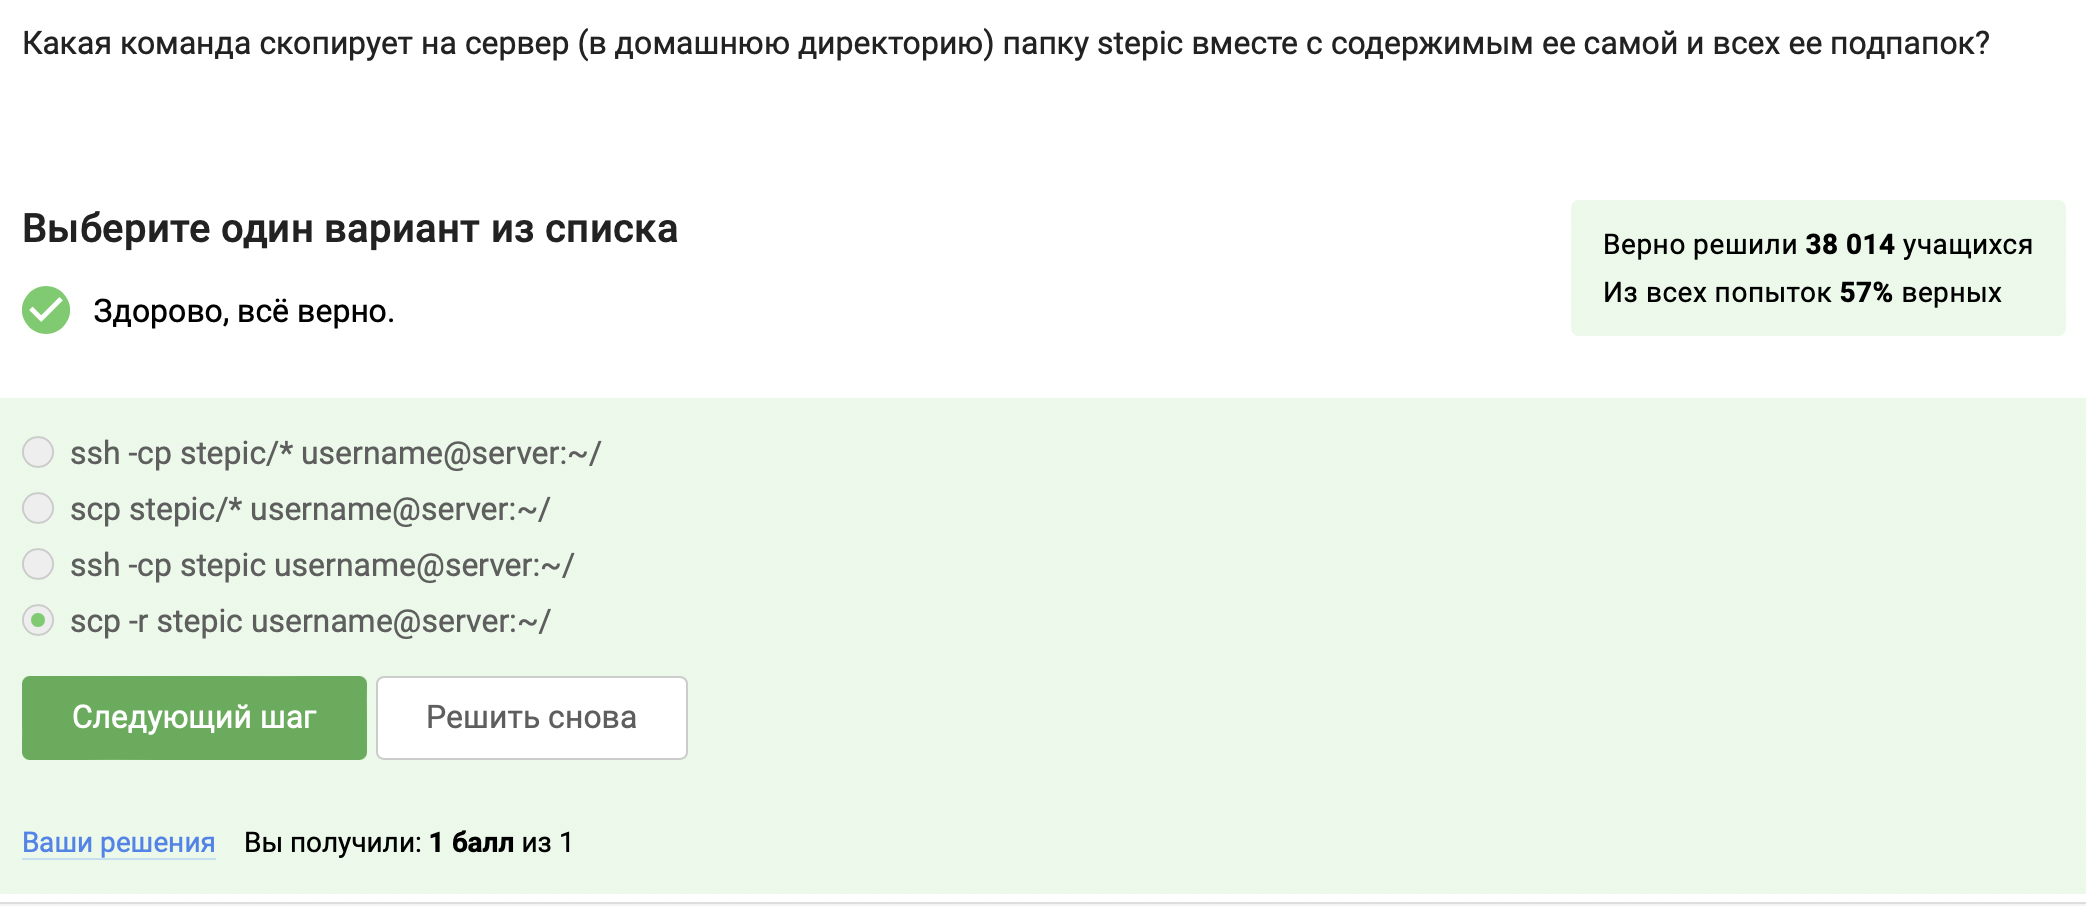 Какая команда скопирует на сервер (в домашнюю директорию) папку stepic вместе с содержимым ее самой и всех ее подпапок?
Выберите один вариант из списка
Здорово, всё верно.
Верно решили 38 014 учащихся
Из всех попыток 57% верных
ssh -cp stepic/* username@server:~/
scp stepic/* username@server:~/
ssh -cp stepic username@server:~/
scp -r stepic username@server:~/
Следующий шаг
Решить снова
Ваши решения Вы получили: 1 балл из 1